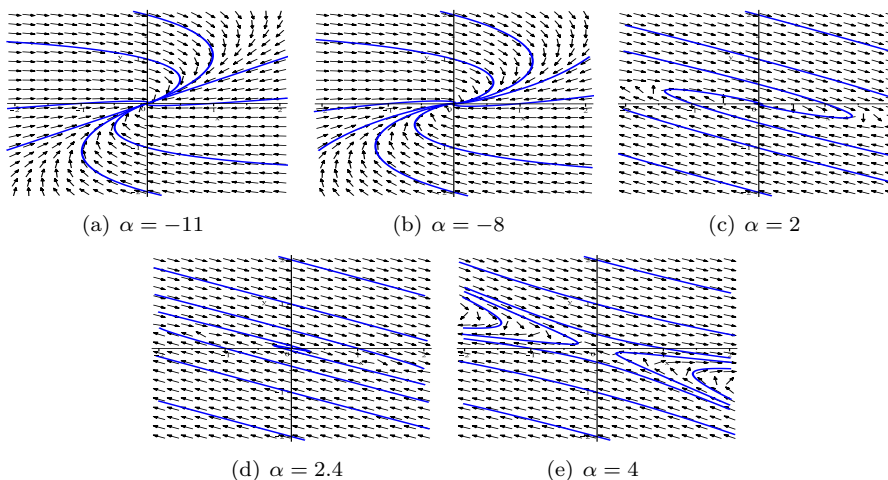 (a) α = −11
(b) α = −8
(c) α = 2
(d) α = 2.4
(e) α = 4